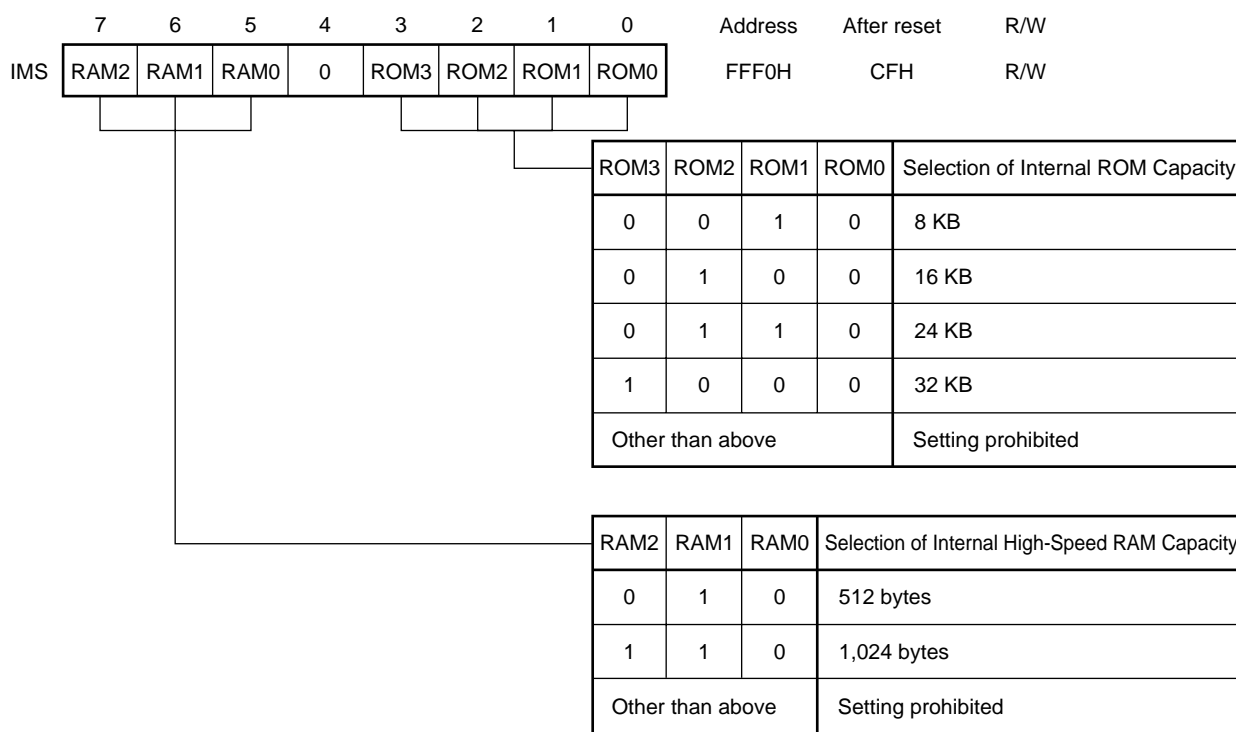 7 6 5 4 3 2 1 0 Address After reset R/W
IMS RAM2 RAM1 RAM0 0 ROM3 ROM2 ROM1 ROM0 FFF0H CFH R/W
ROM3 ROM2 ROM1 ROM0 Selection of Internal ROM Capacity
0 0 1 0 8 KB
0 1 0 0 16 KB
0 1 1 0 24 KB
1 0 0 0 32 KB
Other than above Setting prohibited
RAM2 RAM1 RAM0 Selection of Internal High-Speed RAM Capacity
0 1 0 512 bytes
1 1 0 1,024 bytes
Other than above Setting prohibited